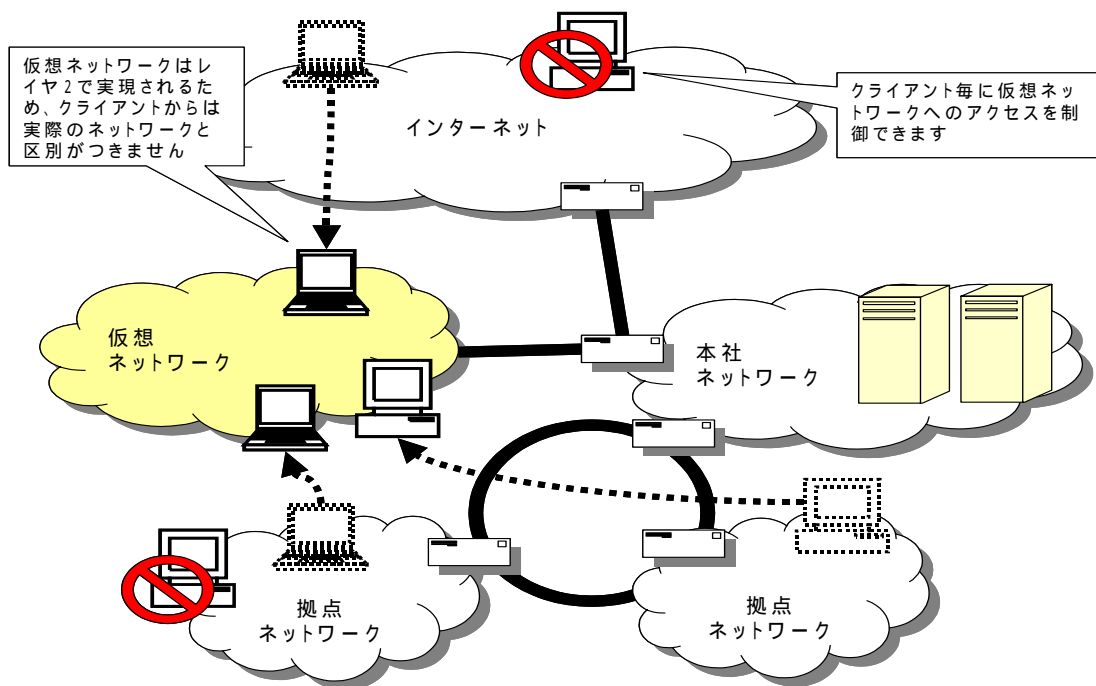 仮想ネットワークはレ
イヤ2で実現されるた
め、クライアントからは
実際のネットワークと
区別がつきません
クライアント毎に仮想ネッ
トワークへのアクセスを制
御できます
インターネット
仮想
ネットワーク
本社
ネットワーク
拠点
ネットワーク
拠点
ネットワーク